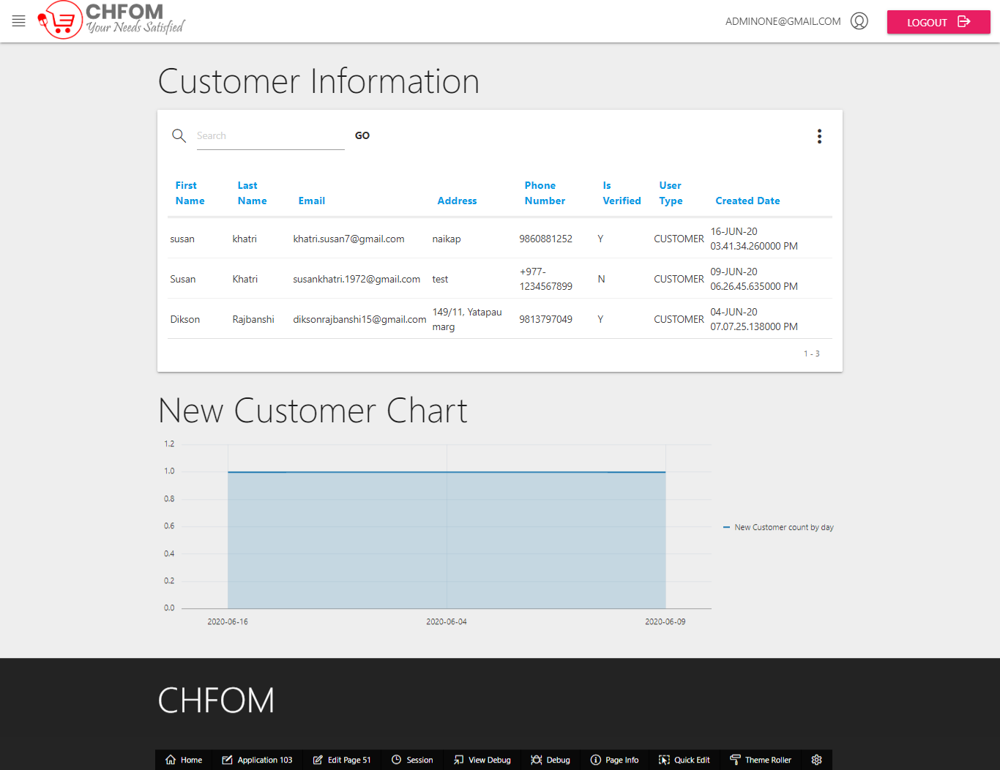 CHFOM
Your Needs Satisfied
ADMINONE@GMAIL.COM
LOGOUT
Customer Information
Search
GO
First Name Last Name Email Address Phone Number Is Verified User Type Created Date
susan khatri khatri.susan7@gmail.com naikap 9860881252 Y CUSTOMER 16-JUN-20 03.41.34.260000 PM
Susan Khatri susankhatri.1972@gmail.com test +977-1234567899 N CUSTOMER 09-JUN-20 06.26.45.635000 PM
Dikson Rajbanshi diksonrajbanshi15@gmail.com 149/11, Yatapau marg 9813797049 Y CUSTOMER 04-JUN-20 07.07.25.138000 PM
1 - 3
New Customer Chart
1.2
1.0
0.8
0.6
0.4
0.2
0.0
2020-06-16 2020-06-04 2020-06-09
New Customer count by day
CHFOM
Home Application 103 Edit Page 51 Session View Debug Debug Page Info Quick Edit Theme Roller